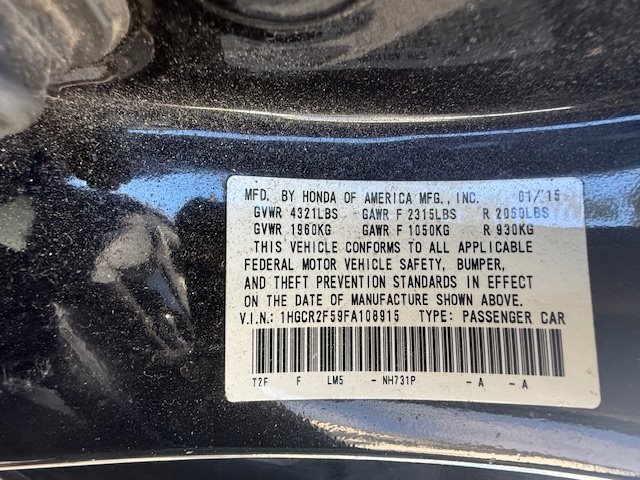 MFD. BY HONDA OF AMERICA MFG., INC. 01/'15
GVWR 4321LBS GAWR F 2315LBS R 2050LBS
GVWR 1960KG GAWR F 1050KG R 930KG
THIS VEHICLE CONFORMS TO ALL APPLICABLE
FEDERAL MOTOR VEHICLE SAFETY, BUMPER,
AND THEFT PREVENTION STANDARDS IN EFFECT
ON THE DATE OF MANUFACTURE SHOWN ABOVE.
V.I.N.: 1HGCR2F59FA108915 TYPE: PASSENGER CAR
T2F F LM5 - NH731P - A - A